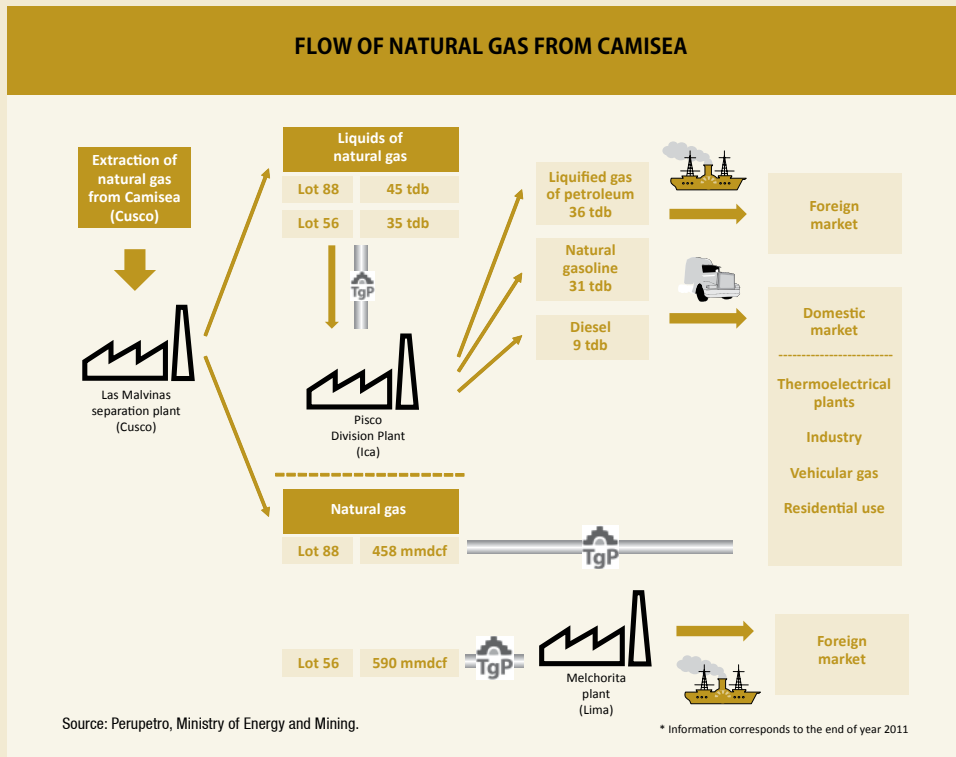 FLOW OF NATURAL GAS FROM CAMISEA
Extraction of
natural gas
from Camisea
(Cusco)
Las Malvinas
separation plant
(Cusco)
Liquids of
natural gas
Lot 88 45 tdb
Lot 56 35 tdb
TgP
Pisco
Division Plant
(Ica)
Liquified gas
of petroleum
36 tdb
Natural
gasoline
31 tdb
Diesel
9 tdb
Foreign
market
Domestic
market
Thermoelectrical
plants
Industry
Vehicular gas
Residential use
Natural gas
Lot 88 458 mmdcf
TgP
Lot 56 590 mmdcf
TgP
Melchorita
plant
(Lima)
Foreign
market
Source: Perupetro, Ministry of Energy and Mining.
* Information corresponds to the end of year 2011